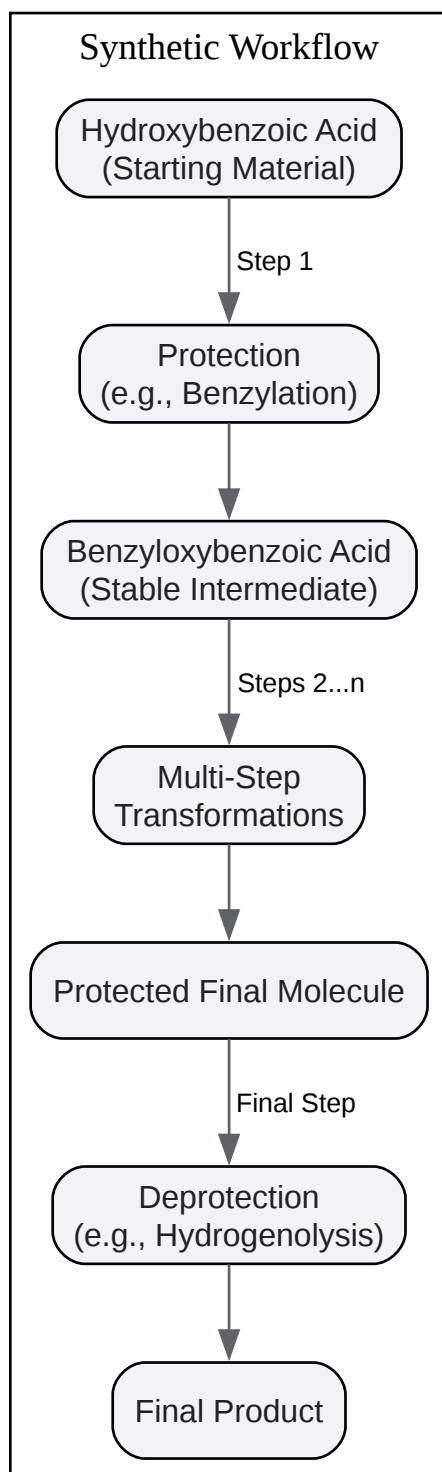 Synthetic Workflow
Hydroxybenzoic Acid
(Starting Material)
Step 1
Protection
(e.g., Benzylation)
Benzyloxybenzoic Acid
(Stable Intermediate)
Steps 2...n
Multi-Step
Transformations
Protected Final Molecule
Final Step
Deprotection
(e.g., Hydrogenolysis)
Final Product